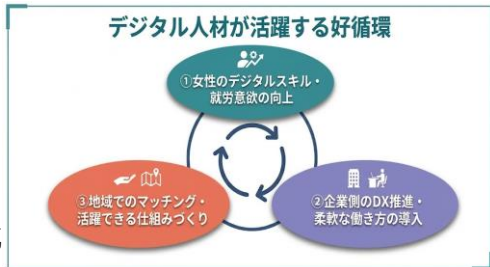 デジタル人材が活躍する好循環
①女性のデジタルスキル・
就労意欲の向上
③地域でのマッチング・
活躍できる仕組みづくり
②企業側のDX推進・
柔軟な働き方の導入